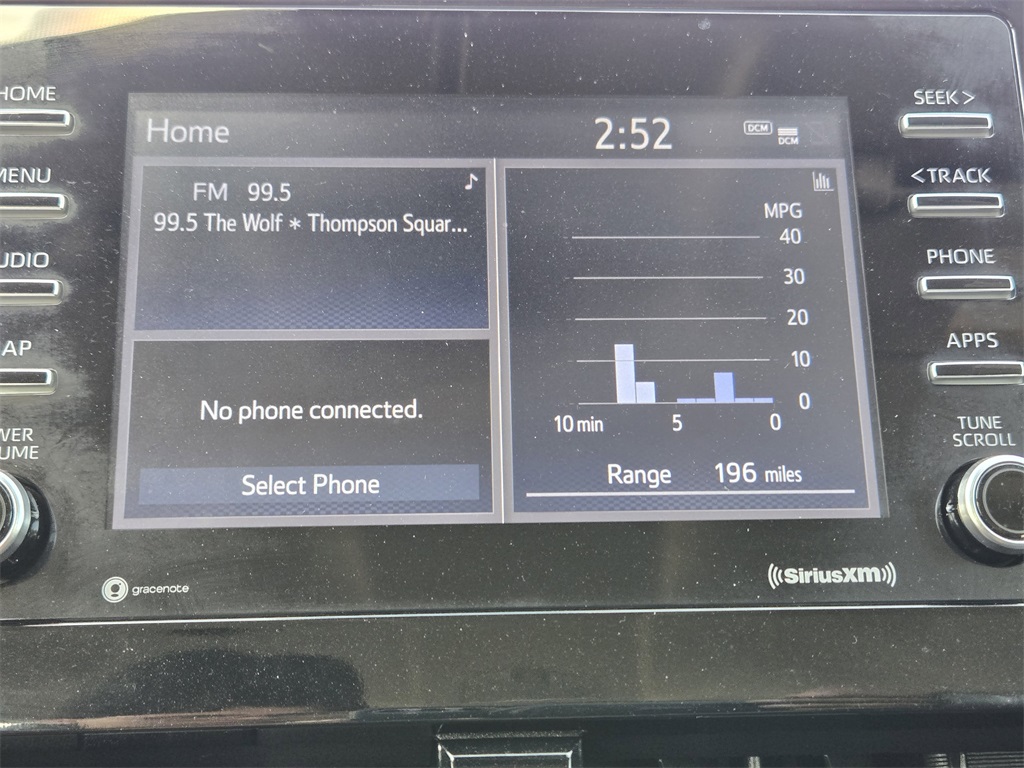 HOME
MENU
UDIO
AP
WER
UME
Home
2:52
DCM
DCM
FM 99.5
99.5 The Wolf * Thompson Squar...
No phone connected.
Select Phone
MPG
40
30
20
10
0
10 min 5 0
Range 196 miles
SEEK >
< TRACK
PHONE
APPS
TUNE
SCROLL
gracenote
((SiriusXM))